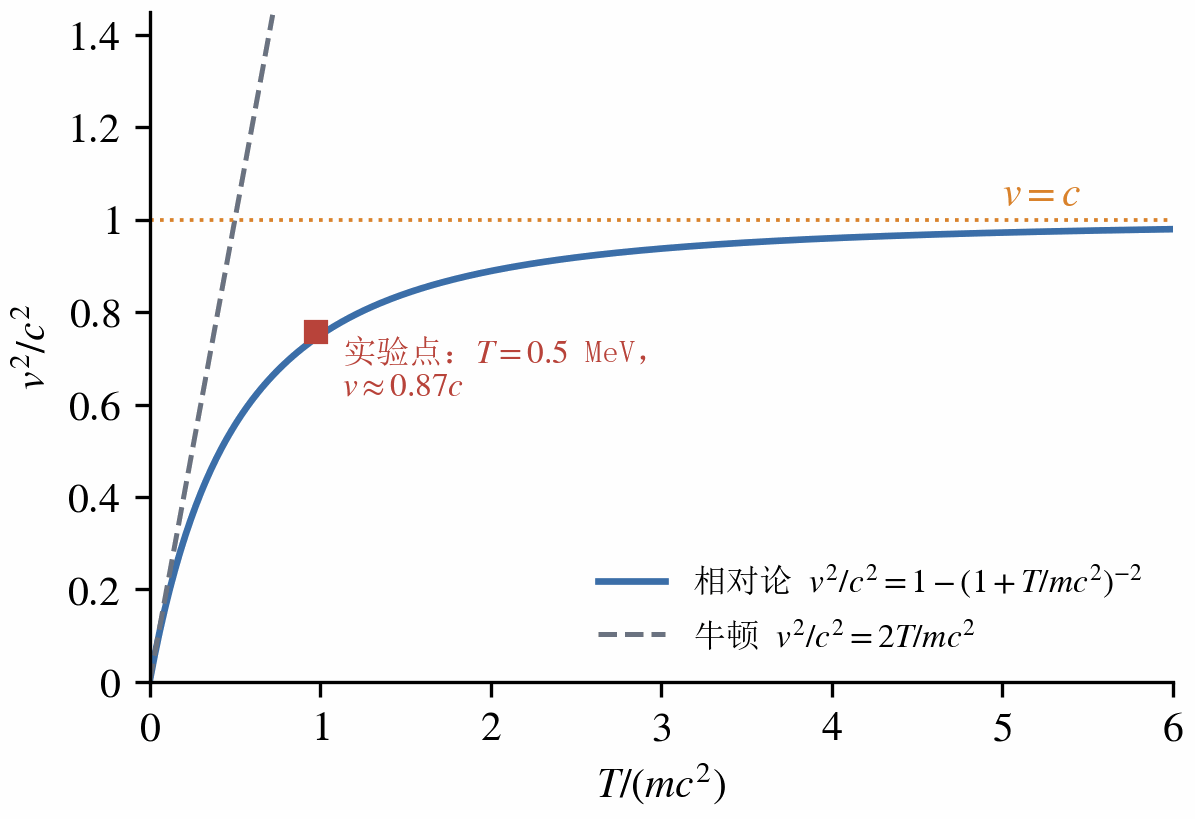 1.4
1.2
1
0.8
0.6
0.4
0.2
0
v²/c²
v = c
实验点：T = 0.5 MeV，
v ≈ 0.87c
相对论 v²/c² = 1 − (1 + T/mc²)⁻²
牛顿 v²/c² = 2T/mc²
0 1 2 3 4 5 6
T/(mc²)